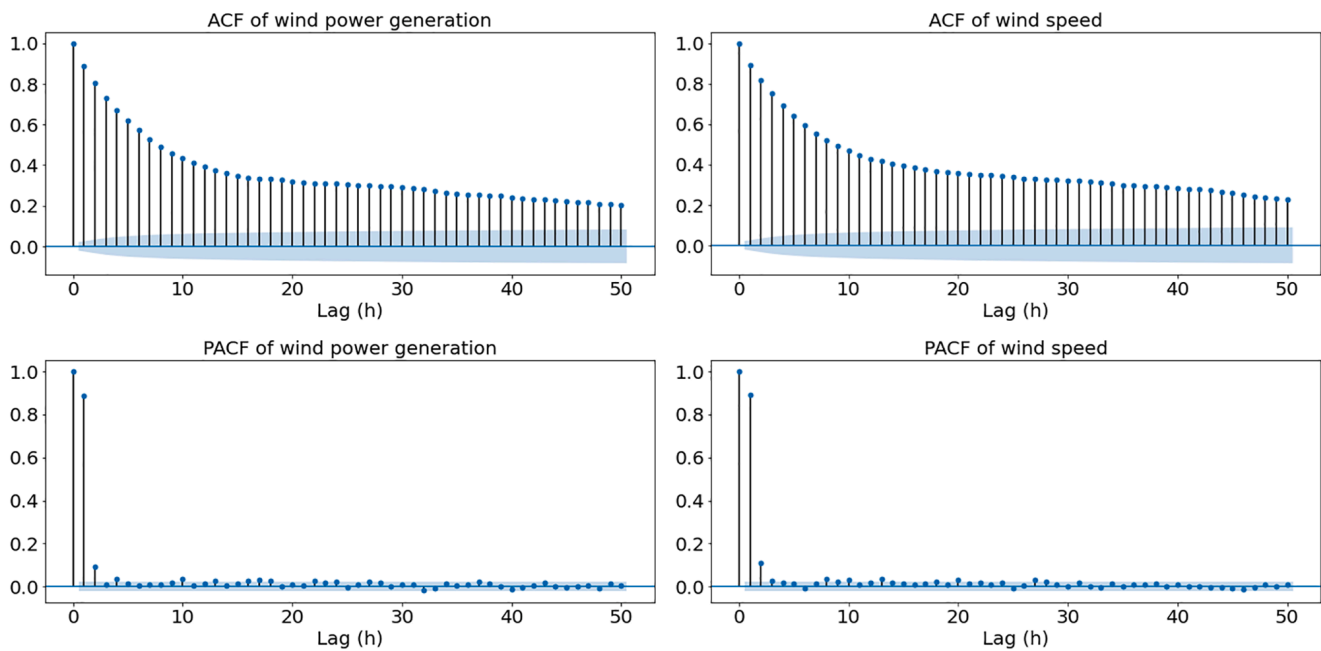 ACF of wind power generation
1.0
0.8
0.6
0.4
0.2
0.0
0 10 20 30 40 50
Lag (h)
ACF of wind speed
1.0
0.8
0.6
0.4
0.2
0.0
0 10 20 30 40 50
Lag (h)
PACF of wind power generation
1.0
0.8
0.6
0.4
0.2
0.0
0 10 20 30 40 50
Lag (h)
PACF of wind speed
1.0
0.8
0.6
0.4
0.2
0.0
0 10 20 30 40 50
Lag (h)